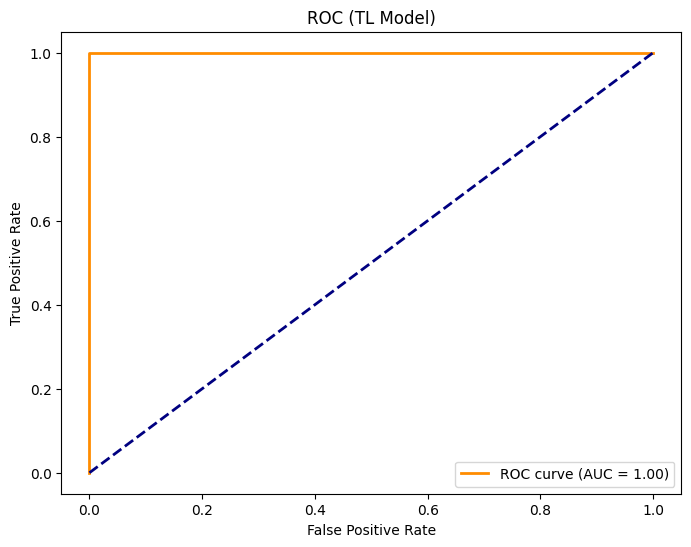 ROC (TL Model)
True Positive Rate
1.0
0.8
0.6
0.4
0.2
0.0
ROC curve (AUC = 1.00)
0.0 0.2 0.4 0.6 0.8 1.0
False Positive Rate